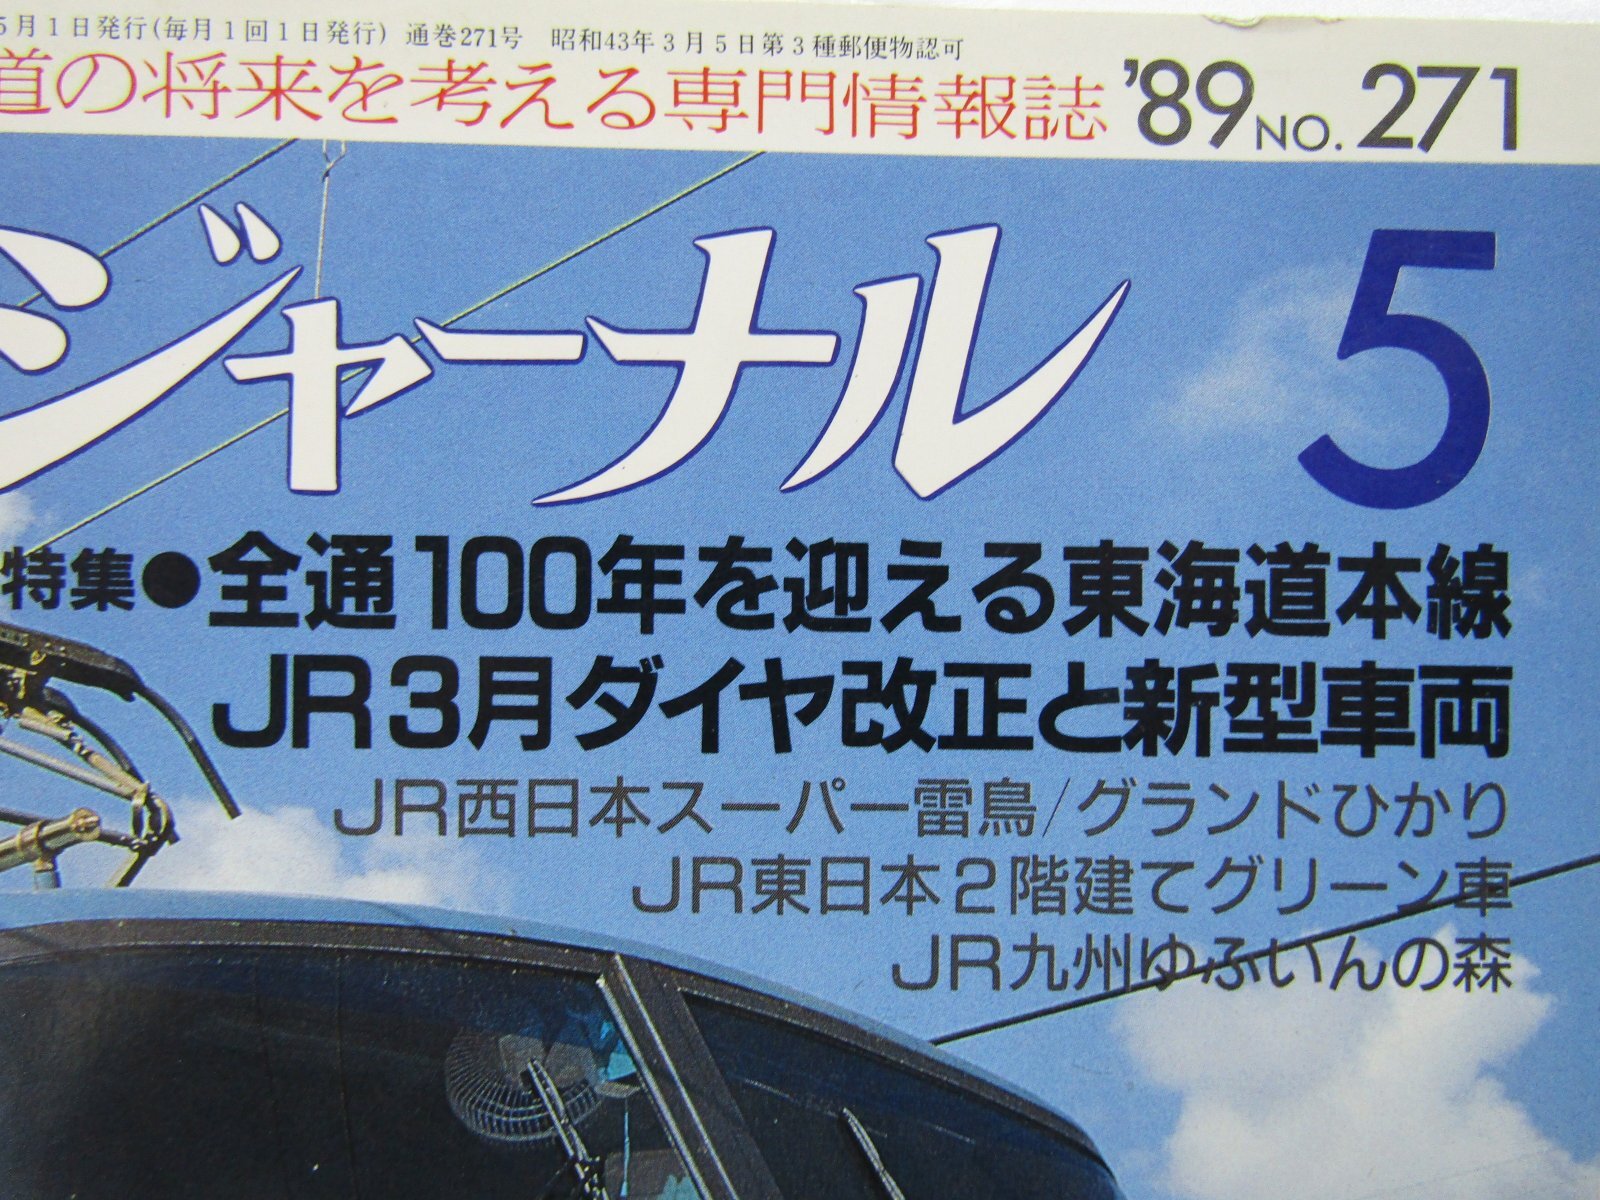 5月1日発行(毎月1回1日発行) 通巻271号 昭和43年3月5日第3種郵便物認可
道の将来を考える専門情報誌 '89 NO. 271
ジャーナル 5
特集●全通100年を迎える東海道本線
JR3月ダイヤ改正と新型車両
JR西日本スーパー雷鳥/グランドひかり
JR東日本2階建てグリーン車
JR九州ゆふいんの森